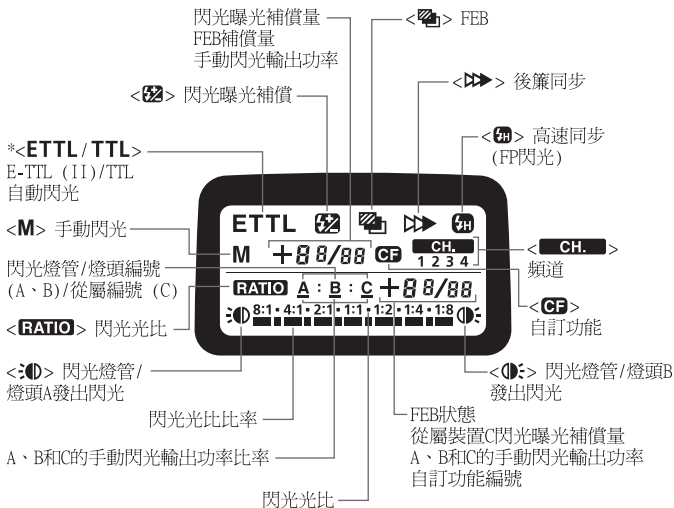 閃光曝光補償量
FEB補償量
手動閃光輸出功率
<> FEB
<> 後簾同步
<> 閃光曝光補償
<H> 高速同步
(FP閃光)
*<ETTL/TTL>
E-TTL (II)/TTL
自動閃光
<M> 手動閃光
閃光燈管/燈頭編號
(A、B)/從屬編號 (C)
<RATIO> 閃光光比
<> 閃光燈管/
燈頭A發出閃光
ETTL H
M +88/88 CF CH.
1 2 3 4
RATIO A : B : C +88/88
8:1・4:1・2:1・1:1・1:2・1:4・1:8
<CH.>
頻道
<CF>
自訂功能
<> 閃光燈管/燈頭B
發出閃光
閃光光比比率
A、B和C的手動閃光輸出功率比率
閃光光比
FEB狀態
從屬裝置C閃光曝光補償量
A、B和C的手動閃光輸出功率
自訂功能編號